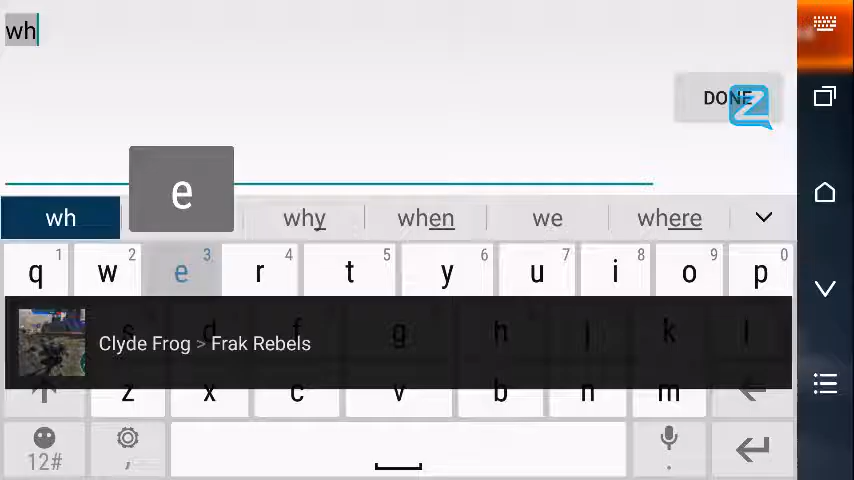 wh
DONE
Z
e
wh why when we where
1 2 3 4 5 6 7 8 9 0
q w e r t y u i o p
s d f g h j k l
Clyde Frog > Frak Rebels
z x c v b n m
12# , .